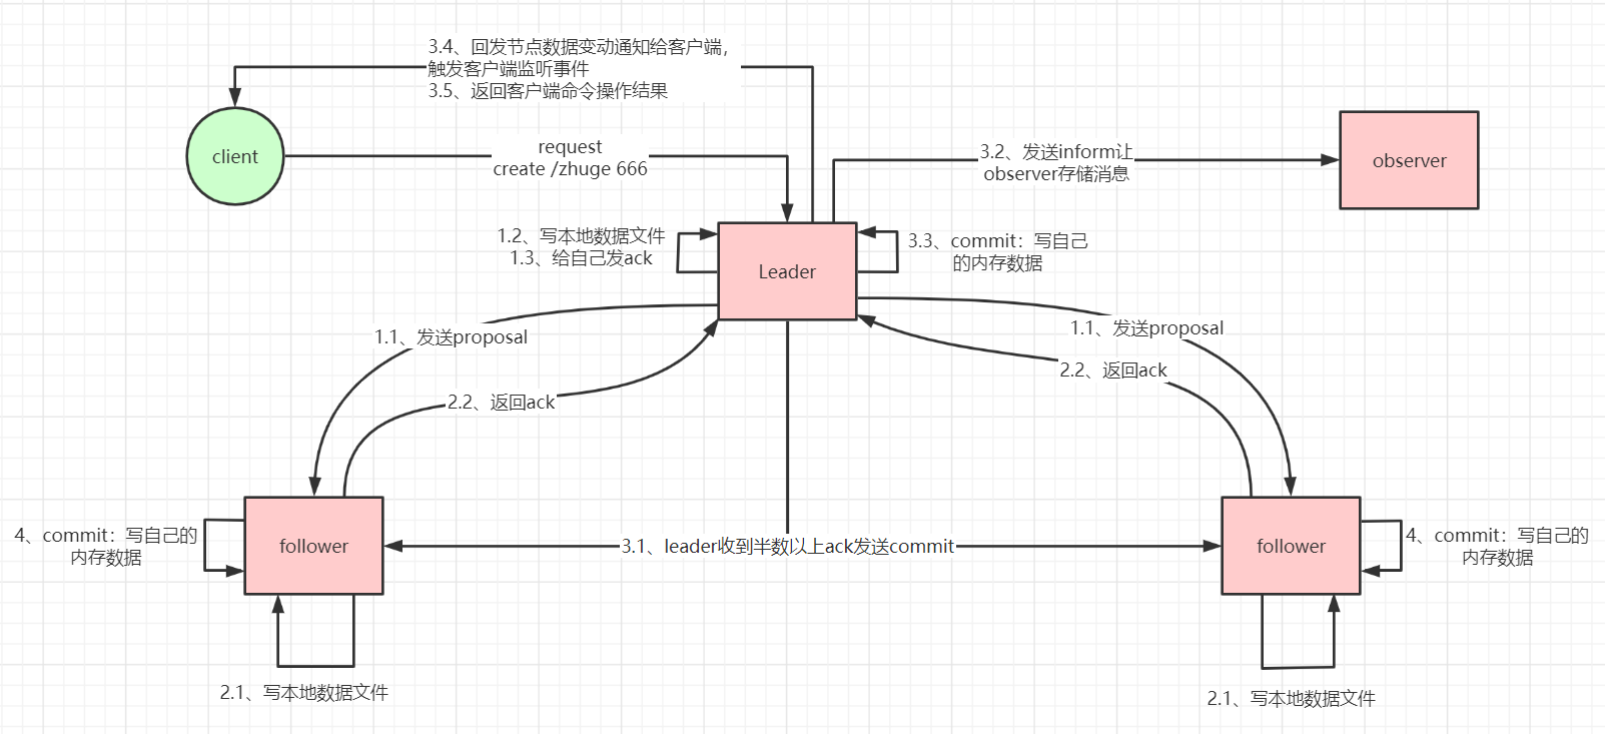 3.4、回发节点数据变动通知给客户端，
触发客户端监听事件
3.5、返回客户端命令操作结果
client
request
create /zhuge 666
3.2、发送inform让
observer存储消息
observer
1.2、写本地数据文件
1.3、给自己发ack
Leader
3.3、commit：写自己
的内存数据
1.1、发送proposal
1.1、发送proposal
2.2、返回ack
2.2、返回ack
4、commit：写自己的
内存数据
follower
3.1、leader收到半数以上ack发送commit
follower
4、commit：写自己的
内存数据
2.1、写本地数据文件
2.1、写本地数据文件